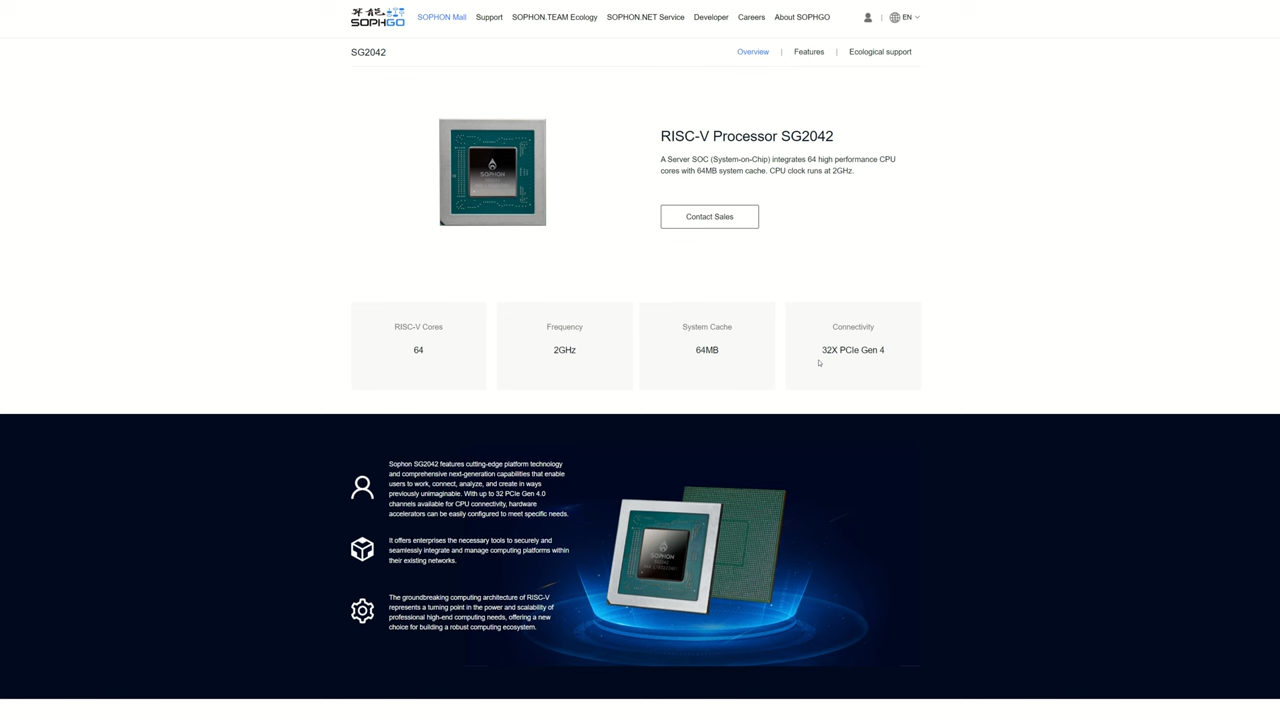 算能
SOPHGO
SOPHON Mall
Support
SOPHON.TEAM Ecology
SOPHON.NET Service
Developer
Careers
About SOPHGO
EN
SG2042
Overview
Features
Ecological support
SOPHON
RISC-V Processor SG2042
A Server SOC (System-on-Chip) integrates 64 high performance CPU
cores with 64MB system cache. CPU clock runs at 2GHz.
Contact Sales
RISC-V Cores
64
Frequency
2GHz
System Cache
64MB
Connectivity
32X PCIe Gen 4
Sophon SG2042 features cutting-edge platform technology
and comprehensive next-generation capabilities that enable
users to work, connect, analyze, and create in ways
previously unimaginable. With up to 32 PCIe Gen 4.0
channels available for CPU connectivity, hardware
accelerators can be easily configured to meet specific needs.
It offers enterprises the necessary tools to securely and
seamlessly integrate and manage computing platforms within
their existing networks.
The groundbreaking computing architecture of RISC-V
represents a turning point in the power and scalability of
professional high-end computing needs, offering a new
choice for building a robust computing ecosystem.
SOPHON